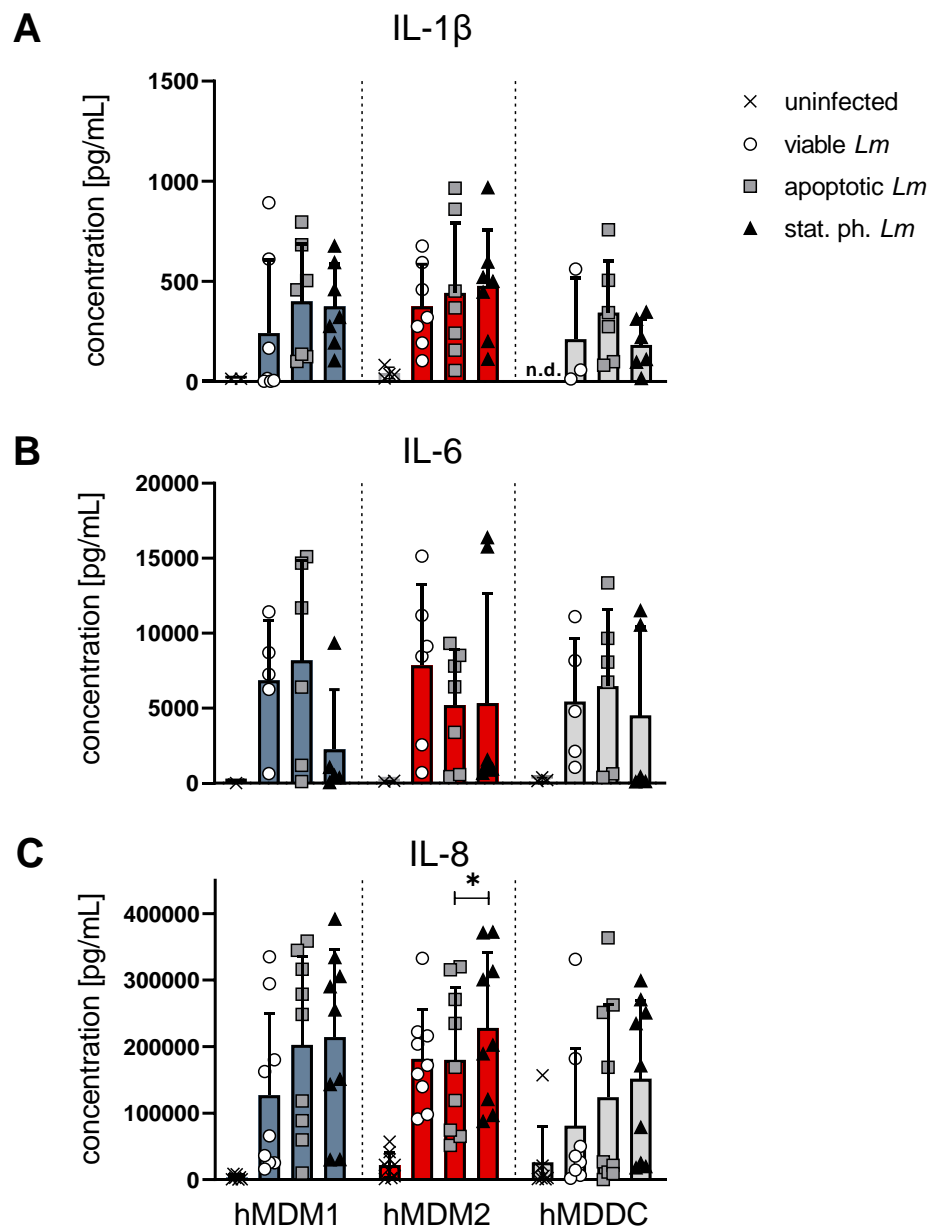 A
IL-1β
concentration [pg/mL]
1500
1000
500
0
n.d.
uninfected
viable Lm
apoptotic Lm
stat. ph. Lm
B
IL-6
concentration [pg/mL]
20000
15000
10000
5000
0
C
IL-8
concentration [pg/mL]
400000
300000
200000
100000
0
*
hMDM1 hMDM2 hMDDC